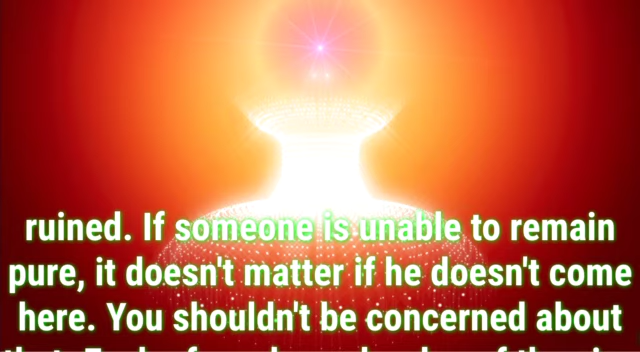 ruined. If someone is unable to remain
pure, it doesn't matter if he doesn't come
here. You shouldn't be concerned about